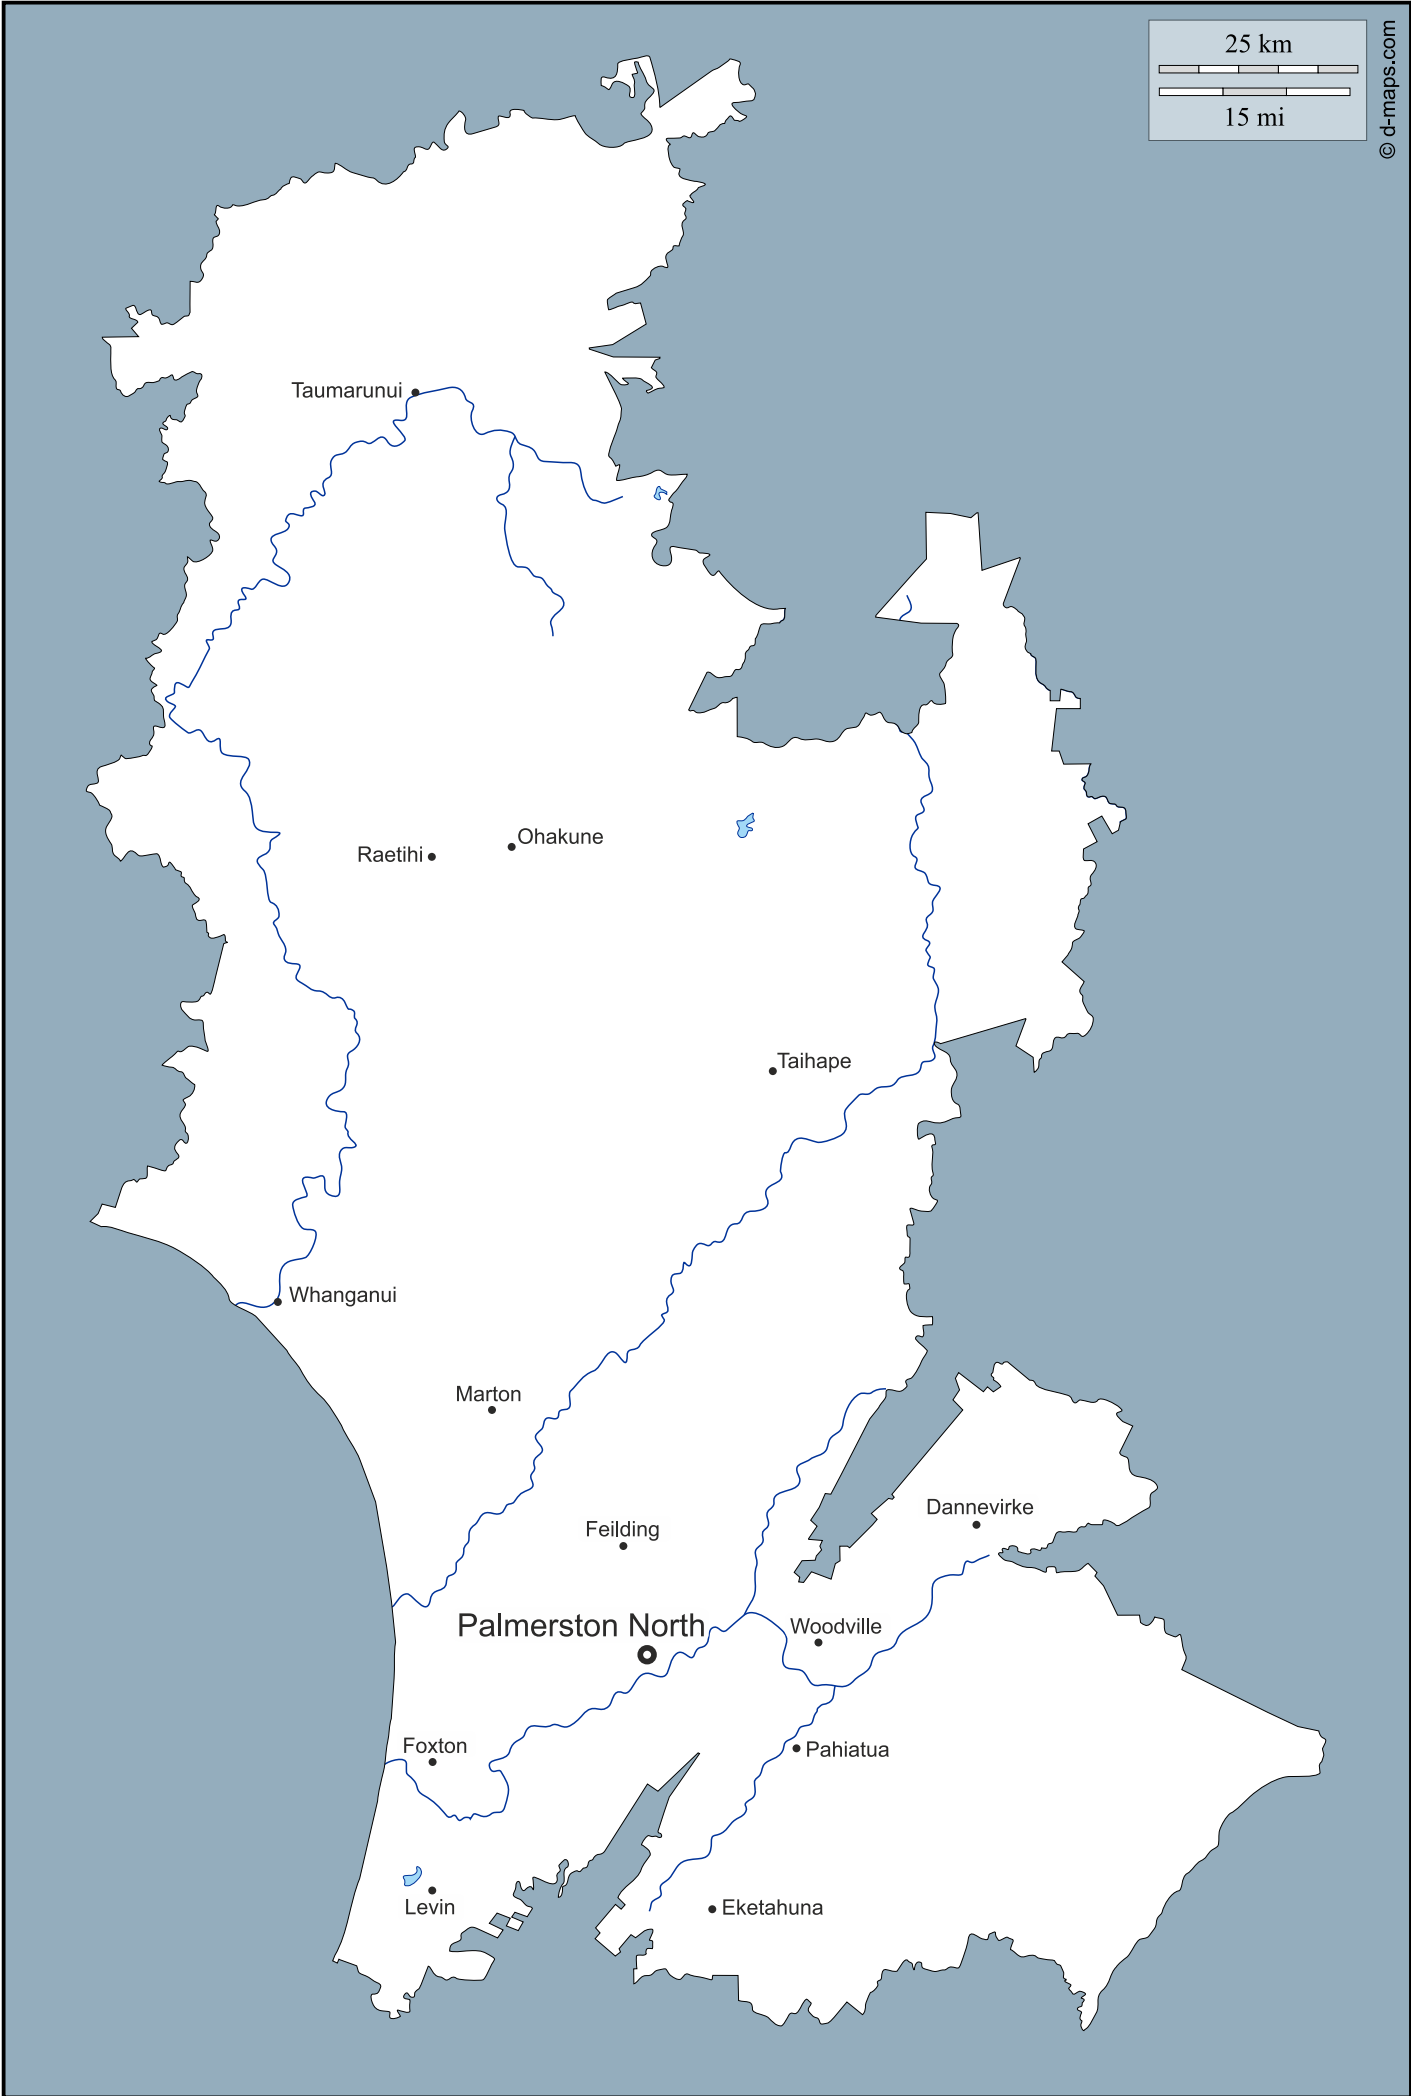 25 km
15 mi
© d-maps.com
Taumarunui
Ohakune
Raetihi
Taihape
Whanganui
Marton
Dannevirke
Feilding
Palmerston North
Woodville
Foxton
Pahiatua
Levin
Eketahuna